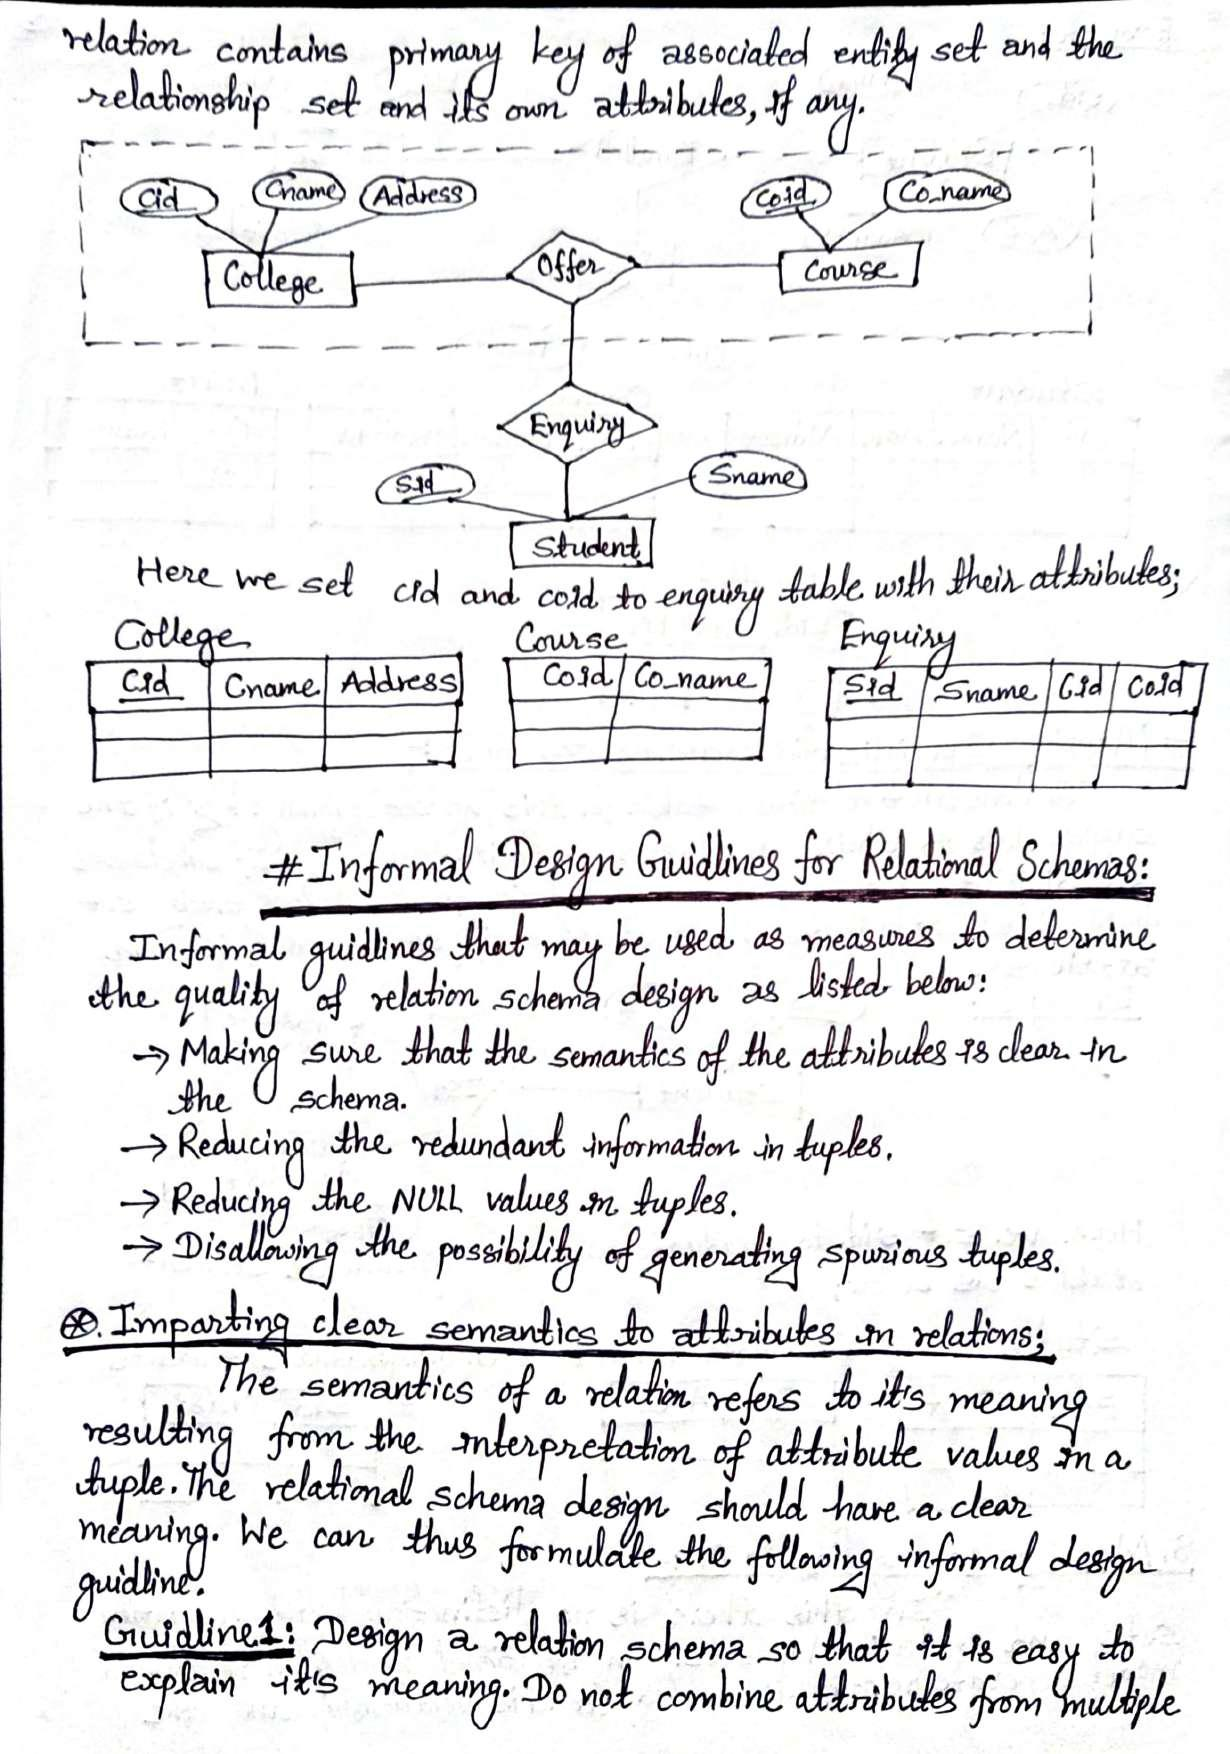 relation contains primary key of associated entity set and the
relationship set and its own attributes, if any.
Cid Cname Address Coid Co_name
College Offer Course
Enquiry
Sid Sname
Student
Here we set cid and coid to enquiry table with their attributes;
College Course Enquiry
Cid Cname Address Coid Co_name Sid Sname Cid Coid
# Informal Design Guidlines for Relational Schemas:
Informal guidlines that may be used as measures to determine
the quality of relation schema design as listed below:
→ Making sure that the semantics of the attributes is clear in
the schema.
→ Reducing the redundant information in tuples.
→ Reducing the NULL values in tuples.
→ Disallowing the possibility of generating spurious tuples.
⊛. Imparting clear semantics to attributes in relations;
The semantics of a relation refers to it's meaning
resulting from the interpretation of attribute values in a
tuple. The relational schema design should have a clear
meaning. We can thus formulate the following informal design
guidline.
Guidline1: Design a relation schema so that it is easy to
explain it's meaning. Do not combine attributes from multiple